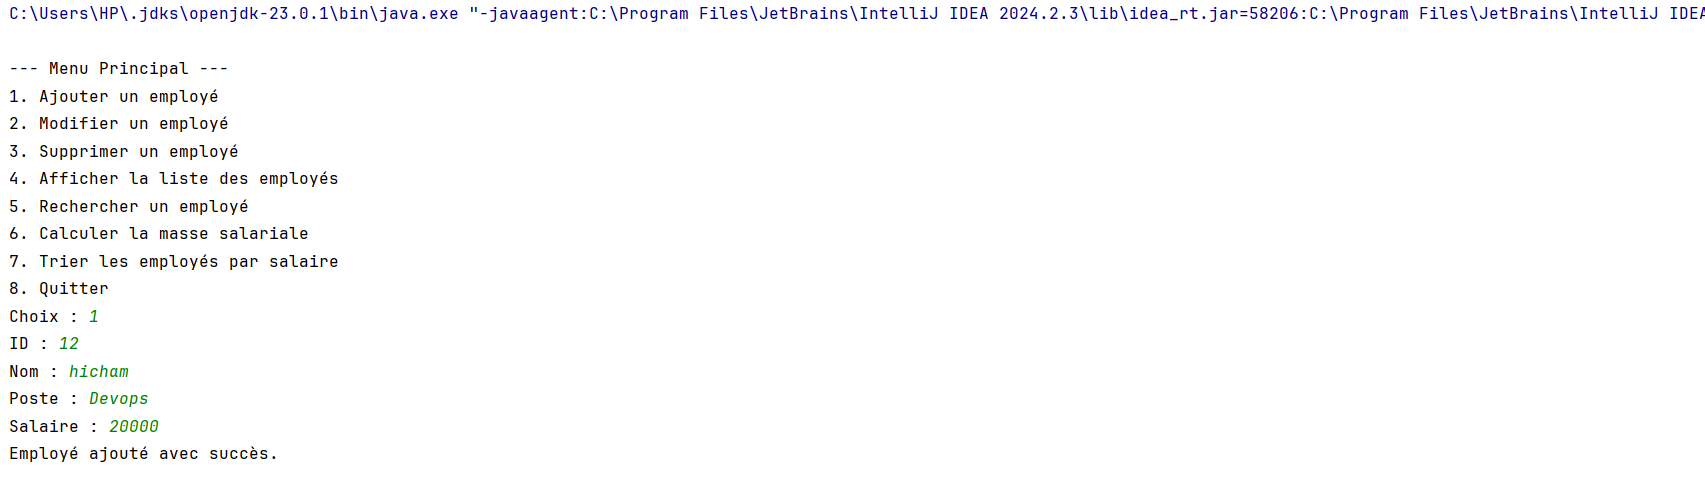 C:\Users\HP\.jdks\openjdk-23.0.1\bin\java.exe "-javaagent:C:\Program Files\JetBrains\IntelliJ IDEA 2024.2.3\lib\idea_rt.jar=58206:C:\Program Files\JetBrains\IntelliJ IDEA
--- Menu Principal ---
1. Ajouter un employé
2. Modifier un employé
3. Supprimer un employé
4. Afficher la liste des employés
5. Rechercher un employé
6. Calculer la masse salariale
7. Trier les employés par salaire
8. Quitter
Choix : 1
ID : 12
Nom : hicham
Poste : Devops
Salaire : 20000
Employé ajouté avec succès.